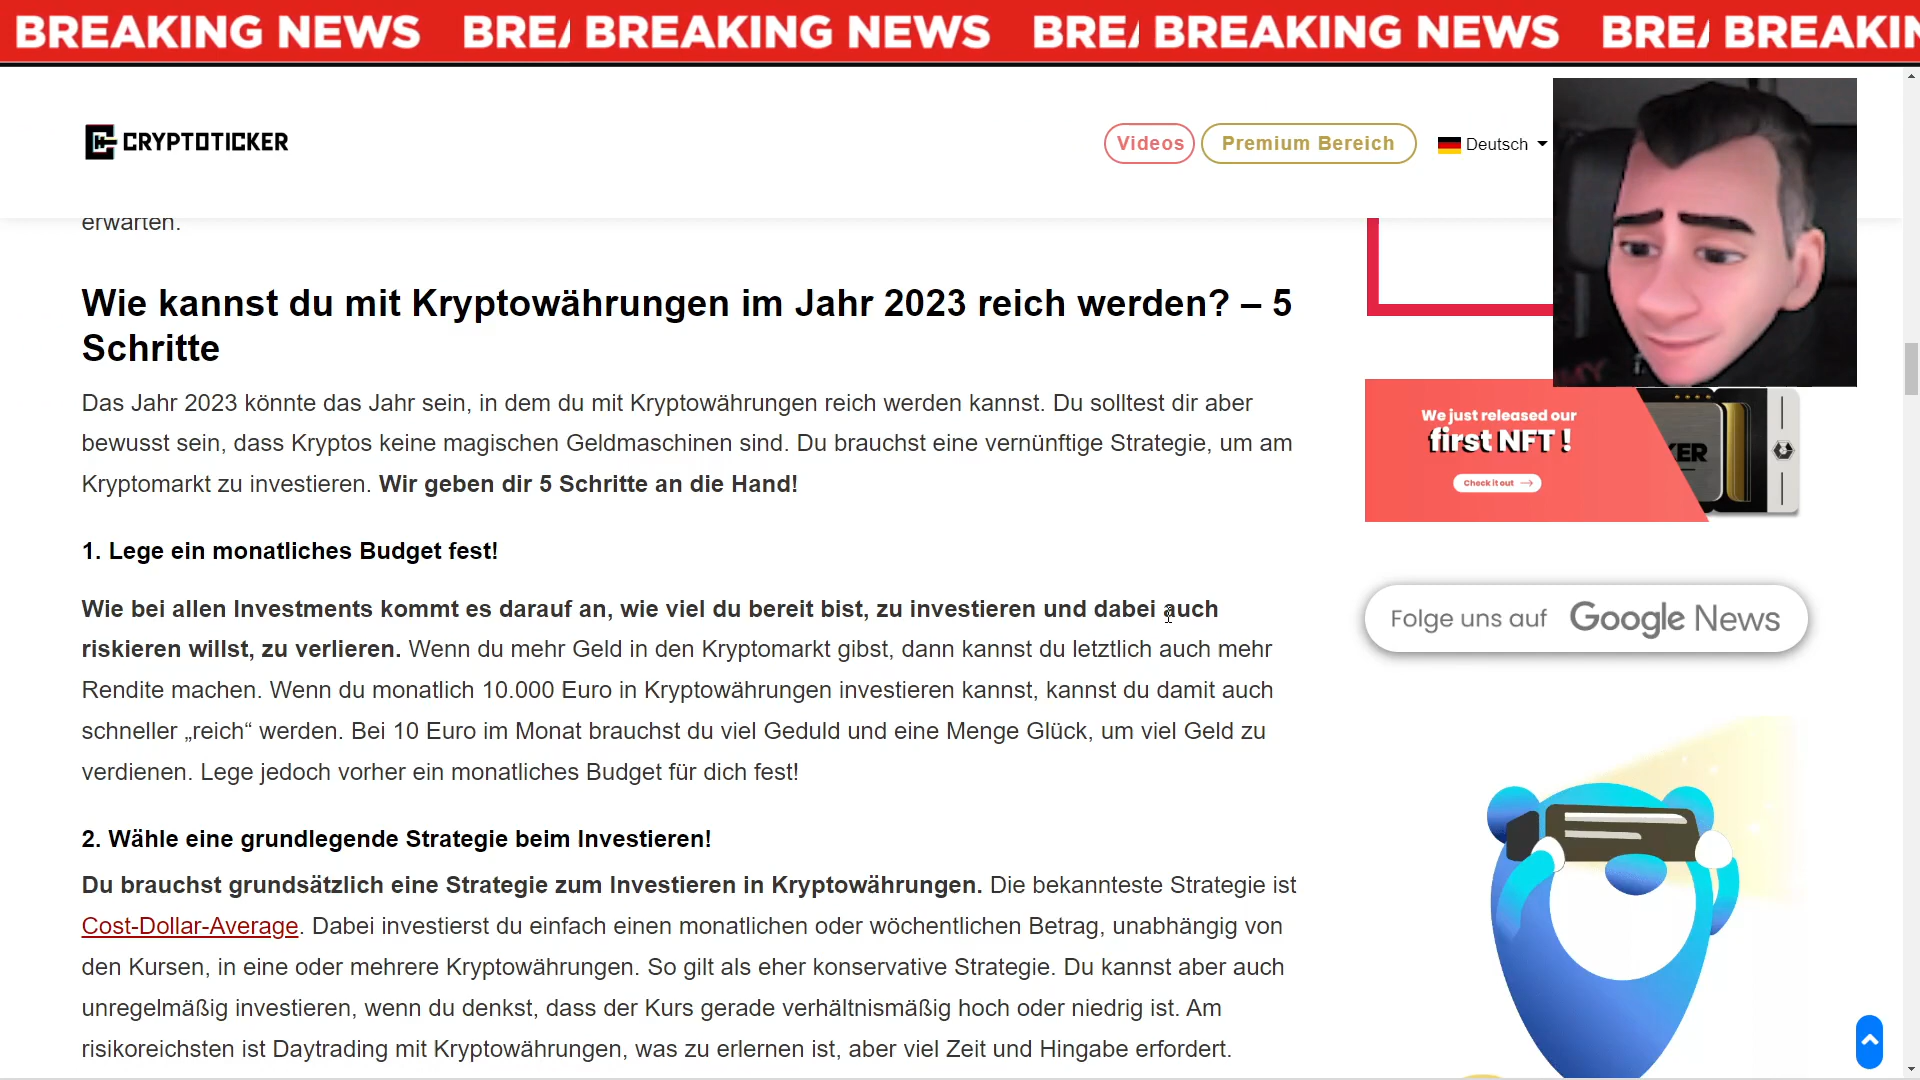 BREAKING NEWS BREA BREAKING NEWS BREA BREAKING NEWS BREA BREAKIN
CRYPTOTICKER
Videos
Premium Bereich
Deutsch
erwarten.
Wie kannst du mit Kryptowährungen im Jahr 2023 reich werden? – 5
Schritte
Das Jahr 2023 könnte das Jahr sein, in dem du mit Kryptowährungen reich werden kannst. Du solltest dir aber
bewusst sein, dass Kryptos keine magischen Geldmaschinen sind. Du brauchst eine vernünftige Strategie, um am
Kryptomarkt zu investieren. Wir geben dir 5 Schritte an die Hand!
1. Lege ein monatliches Budget fest!
Wie bei allen Investments kommt es darauf an, wie viel du bereit bist, zu investieren und dabei auch
riskieren willst, zu verlieren. Wenn du mehr Geld in den Kryptomarkt gibst, dann kannst du letztlich auch mehr
Rendite machen. Wenn du monatlich 10.000 Euro in Kryptowährungen investieren kannst, kannst du damit auch
schneller „reich“ werden. Bei 10 Euro im Monat brauchst du viel Geduld und eine Menge Glück, um viel Geld zu
verdienen. Lege jedoch vorher ein monatliches Budget für dich fest!
2. Wähle eine grundlegende Strategie beim Investieren!
Du brauchst grundsätzlich eine Strategie zum Investieren in Kryptowährungen. Die bekannteste Strategie ist
Cost-Dollar-Average. Dabei investierst du einfach einen monatlichen oder wöchentlichen Betrag, unabhängig von
den Kursen, in eine oder mehrere Kryptowährungen. So gilt als eher konservative Strategie. Du kannst aber auch
unregelmäßig investieren, wenn du denkst, dass der Kurs gerade verhältnismäßig hoch oder niedrig ist. Am
risikoreichsten ist Daytrading mit Kryptowährungen, was zu erlernen ist, aber viel Zeit und Hingabe erfordert.
We just released our
first NFT !
Check it out
KER
Folge uns auf Google News